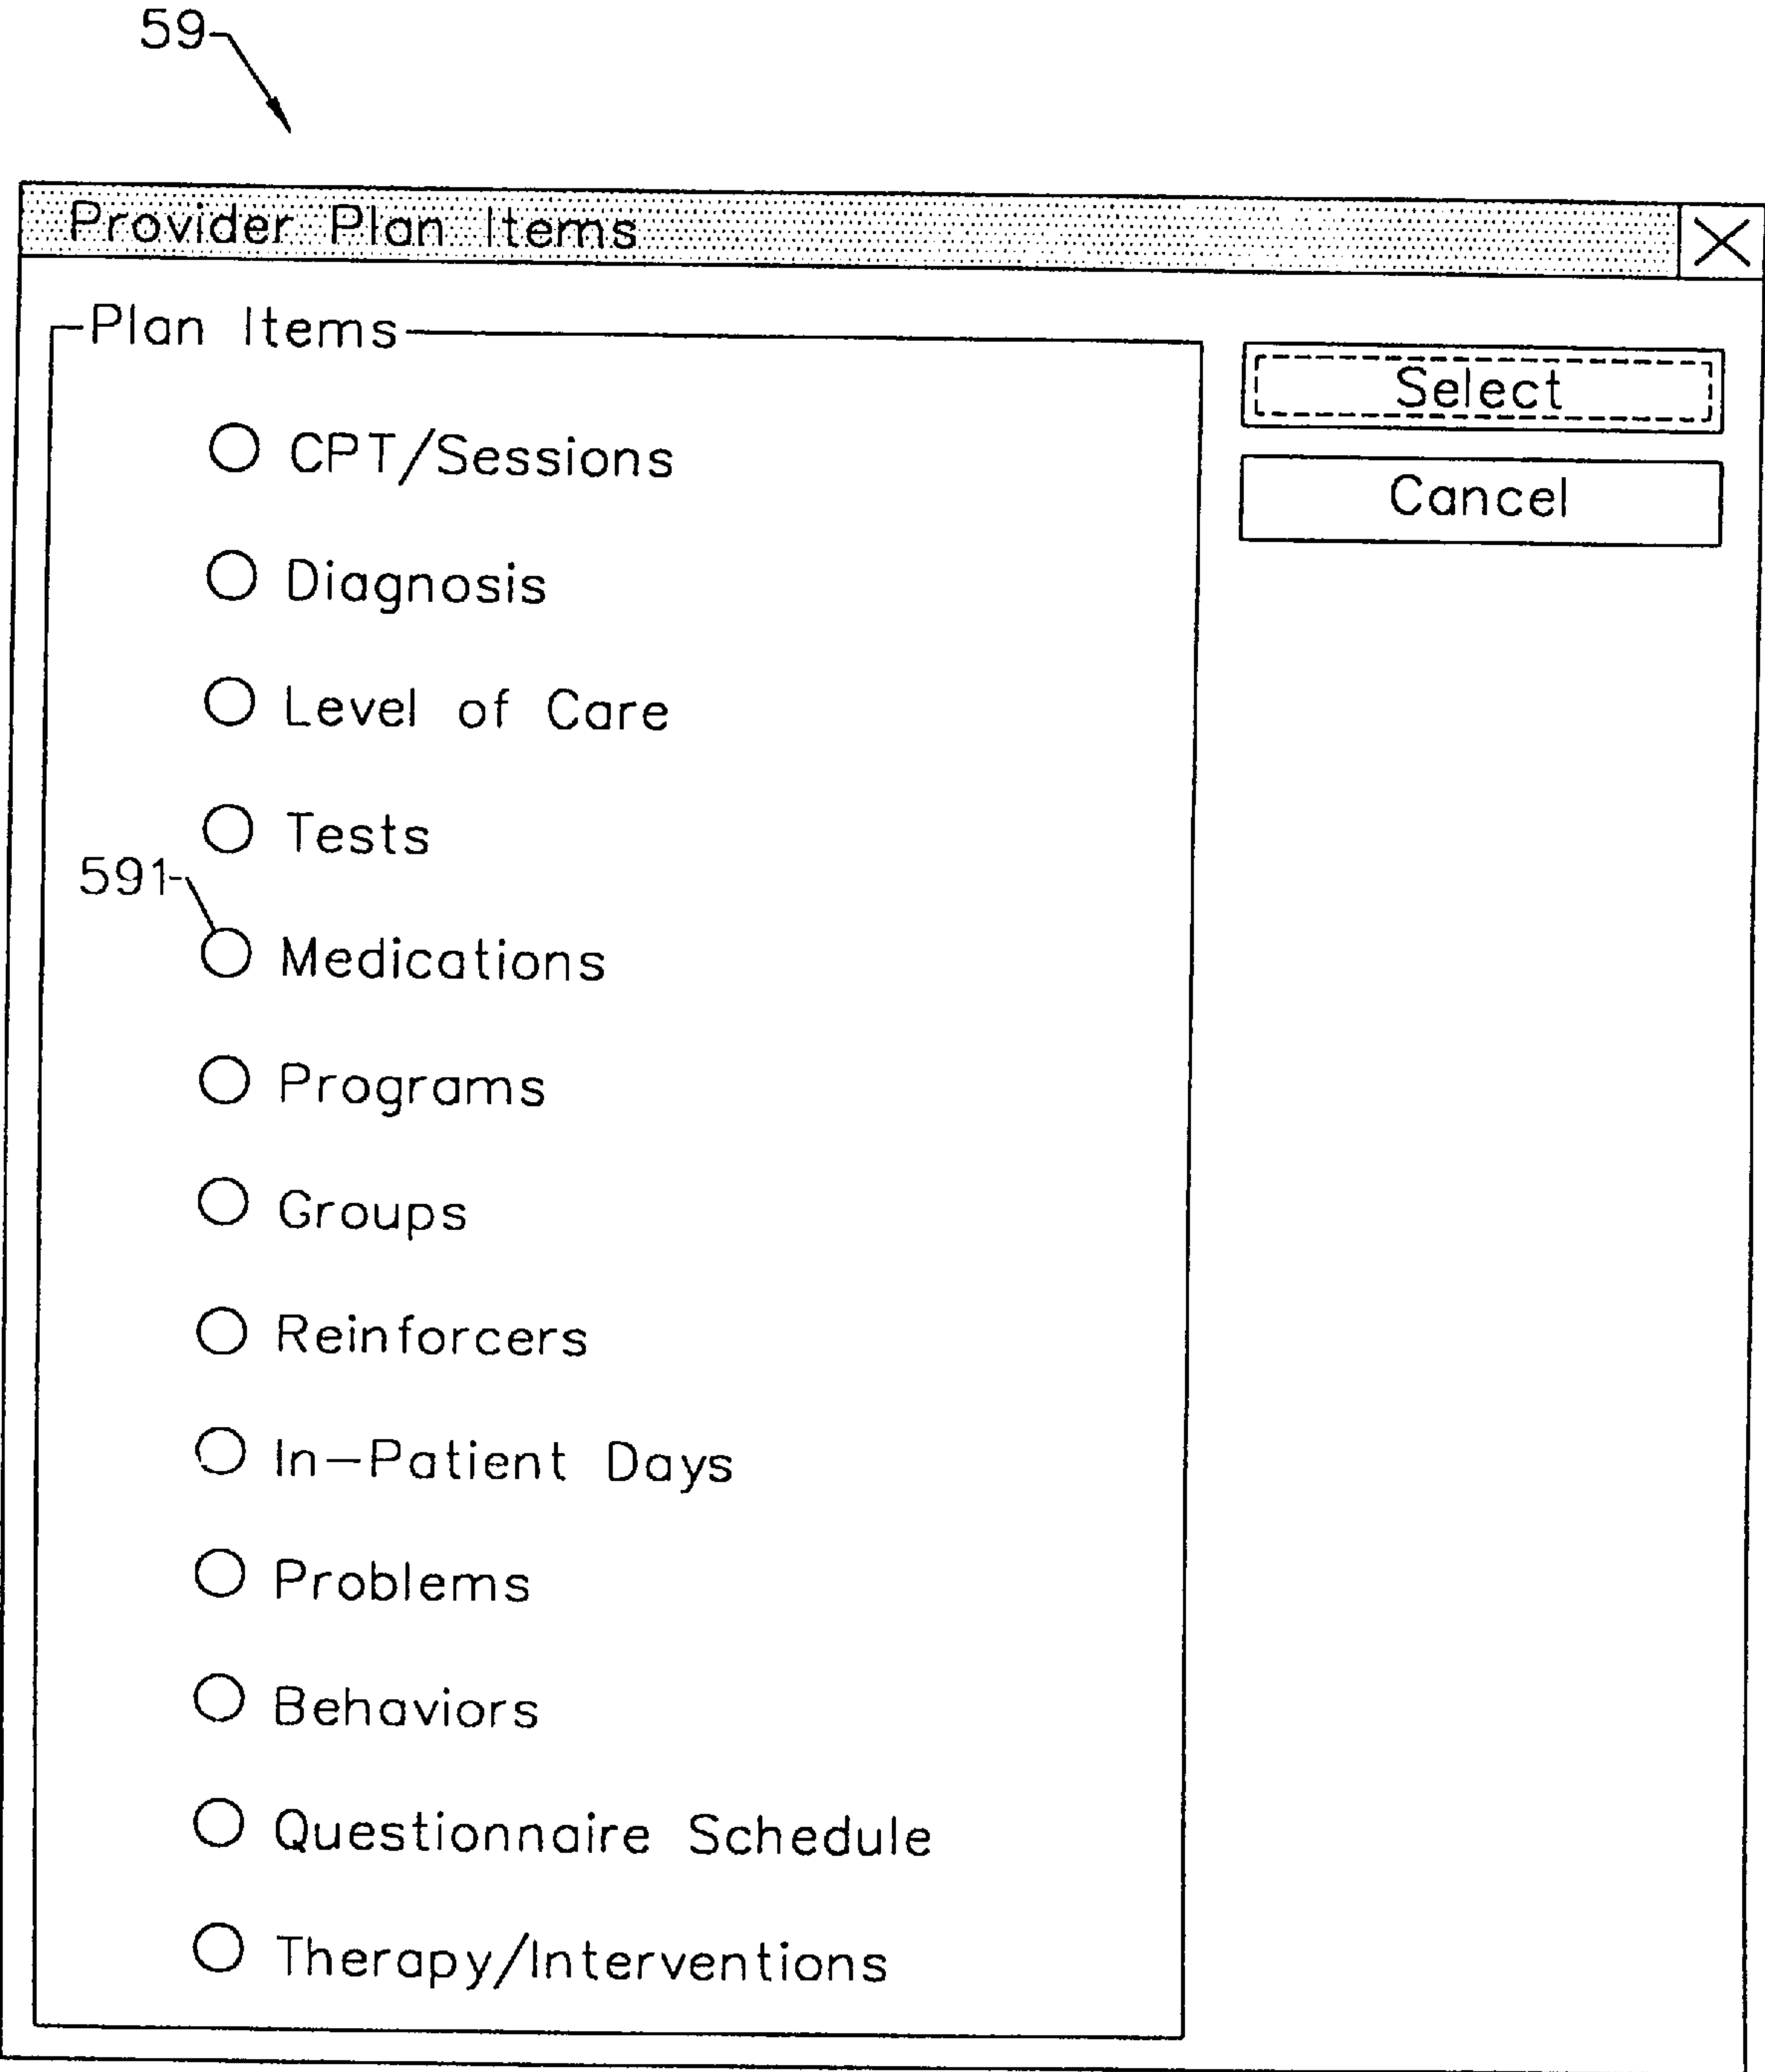 59
Provider Plan Items
Plan Items
Select
Cancel
CPT/Sessions
Diagnosis
Level of Care
Tests
591
Medications
Programs
Groups
Reinforcers
In-Patient Days
Problems
Behaviors
Questionnaire Schedule
Therapy/Interventions